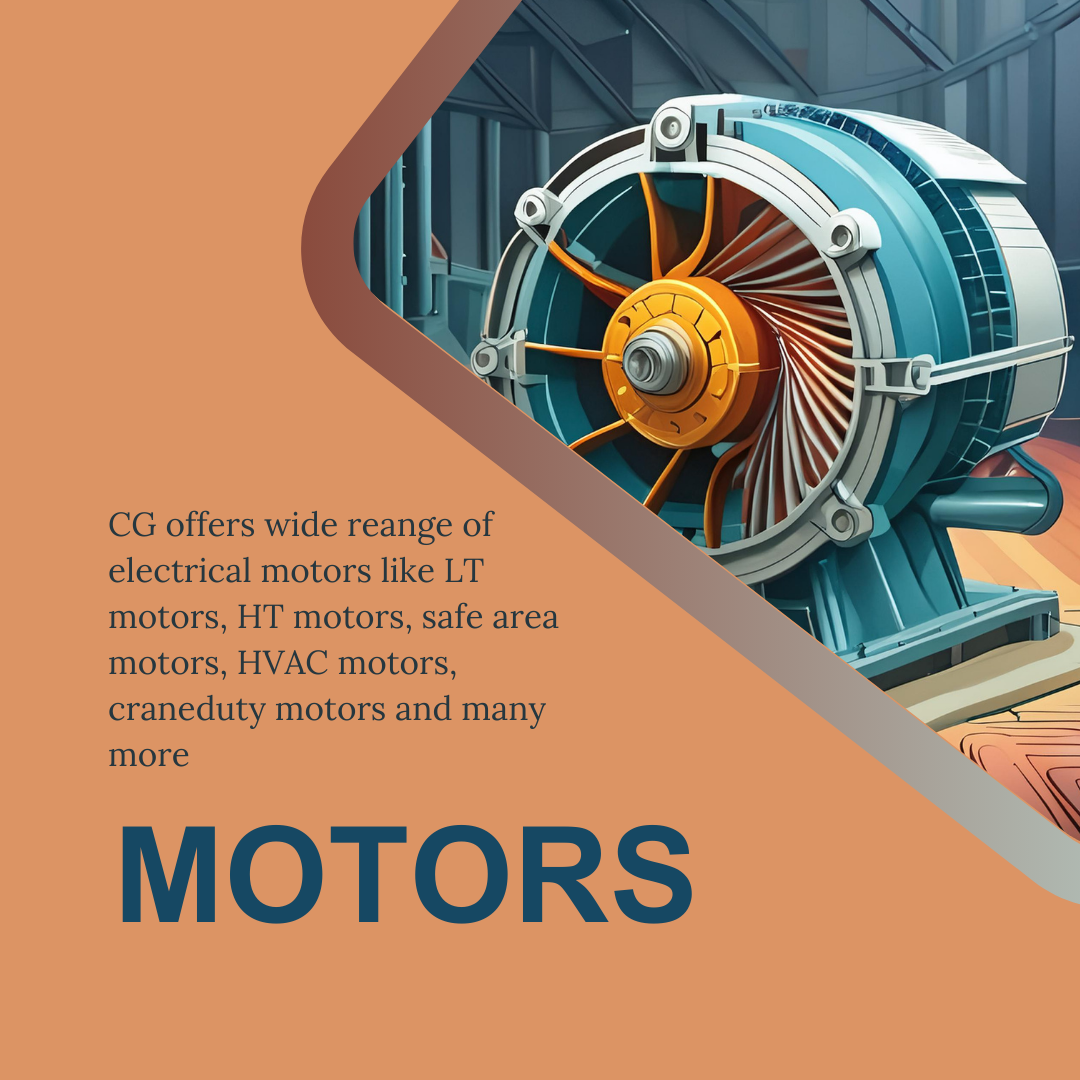 CG offers wide reange of
electrical motors like LT
motors, HT motors, safe area
motors, HVAC motors,
craneduty motors and many
more
MOTORS